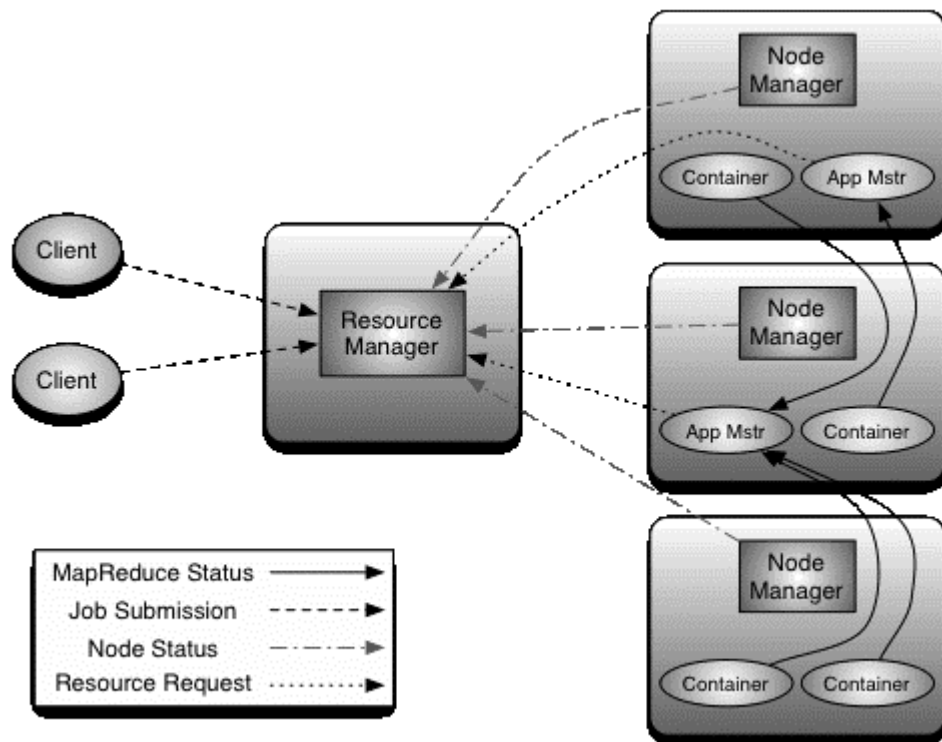 Node
Manager
Container
App Mstr
Client
Client
Resource
Manager
Node
Manager
App Mstr
Container
Node
Manager
Container
Container
MapReduce Status
Job Submission
Node Status
Resource Request